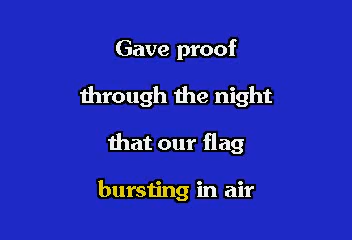 Gave proof
through the night
that our flag
bursting in air